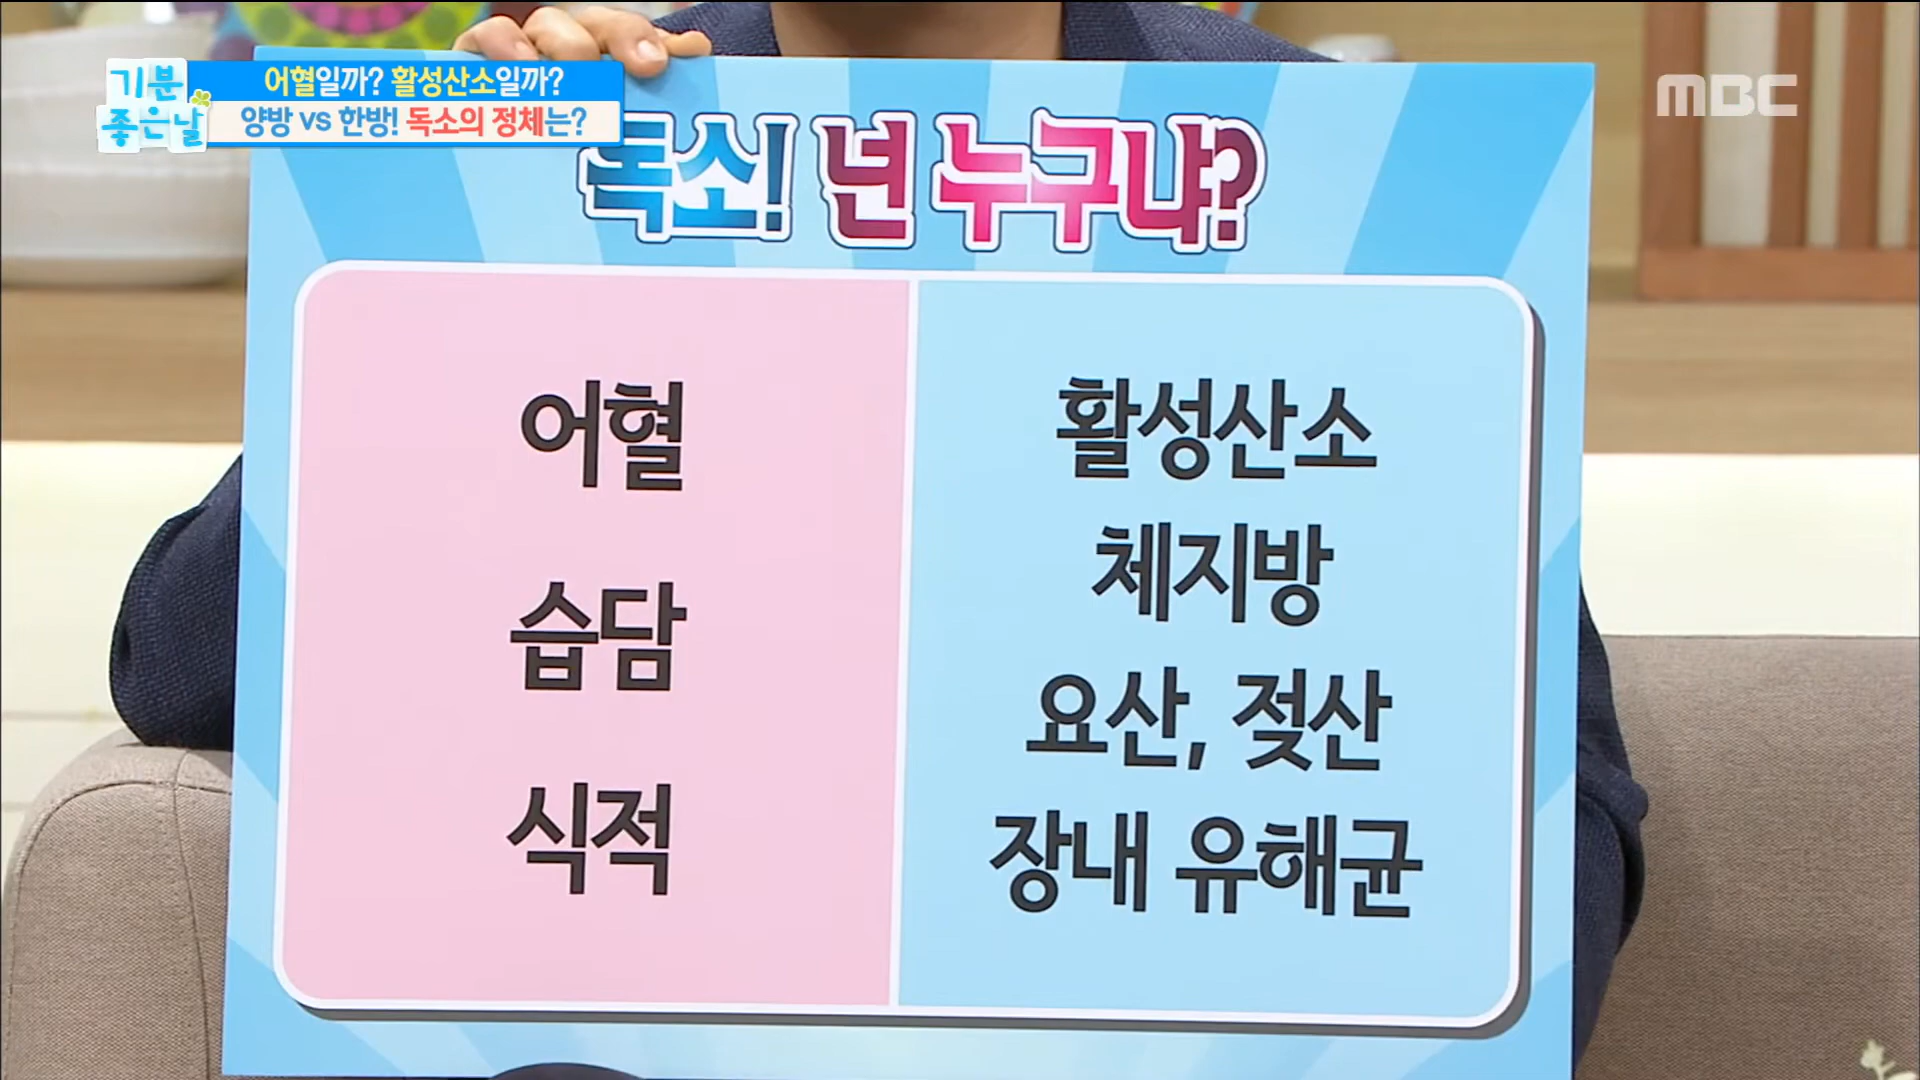 기분
좋은날
어혈일까? 활성산소일까?
양방 vs 한방! 독소의 정체는?
MBC
독소! 넌 누구냐?
어혈
습담
식적
활성산소
체지방
요산, 젖산
장내 유해균